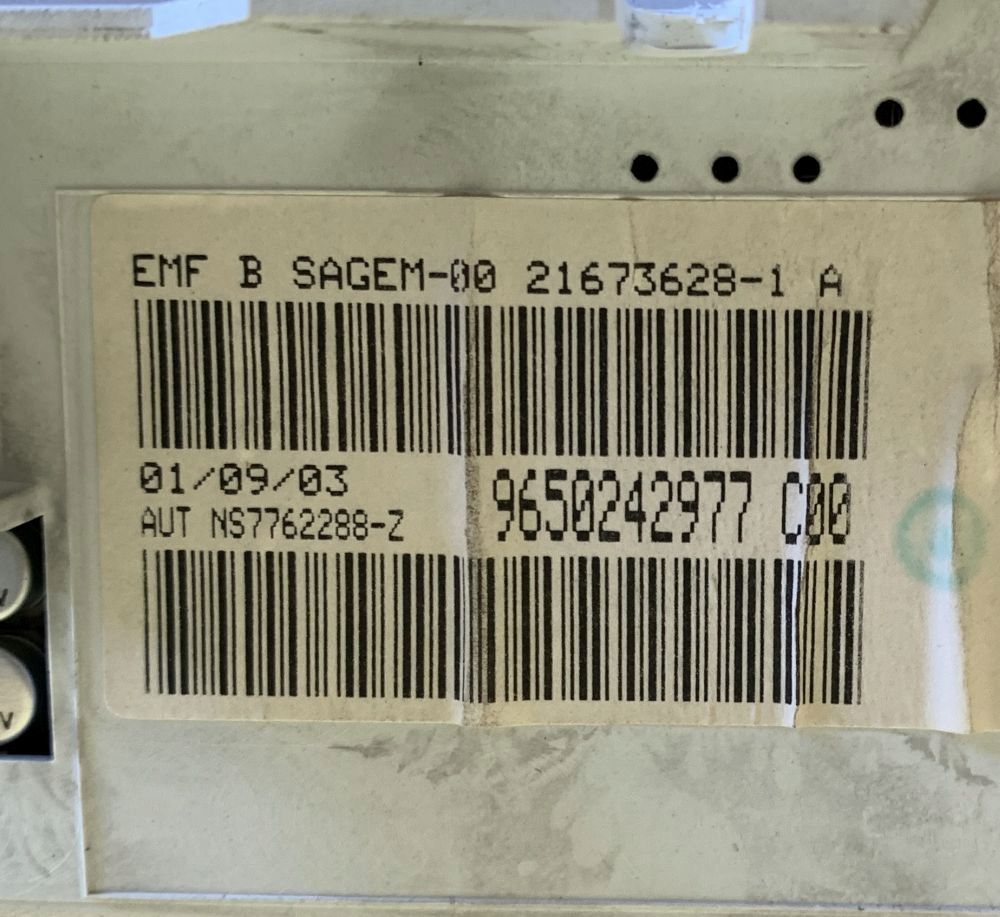 EMF B SAGEM-00 21673628-1 A
01/09/03
AUT NS7762288-Z
9650242977 C00
V
V